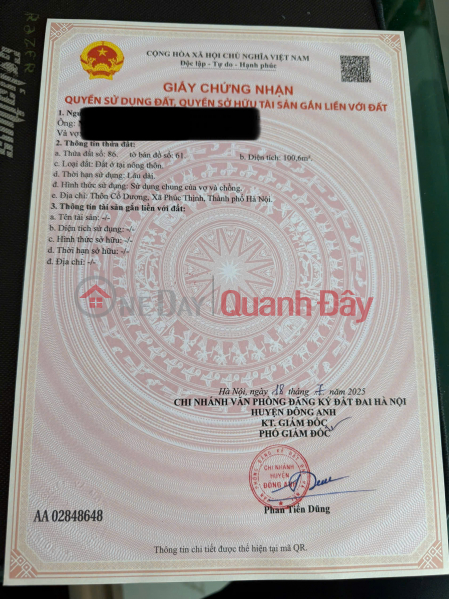 CỘNG HÒA XÃ HỘI CHỦ NGHĨA VIỆT NAM
Độc lập - Tự do - Hạnh phúc
GIẤY CHỨNG NHẬN
QUYỀN SỬ DỤNG ĐẤT, QUYỀN SỞ HỮU TÀI SẢN GẮN LIỀN VỚI ĐẤT
Ông:
Và vợ
2. Thông tin thửa đất:
a. Thửa đất số: 86. tờ bản đồ số: 61. b. Diện tích: 100,6m².
c. Loại đất: Đất ở tại nông thôn.
d. Thời hạn sử dụng: Lâu dài.
đ. Hình thức sử dụng: Sử dụng chung của vợ và chồng.
e. Địa chỉ: Thôn Cổ Dương, Xã Phúc Thịnh, Thành phố Hà Nội.
3. Thông tin tài sản gắn liền với đất:
a. Tên tài sản: -/-
b. Diện tích sử dụng: -/-
c. Hình thức sở hữu: -/-
d. Thời hạn sở hữu: -/-
đ. Địa chỉ: -/-
ONEDAY Quanh Đây
Hà Nội, ngày 18 tháng 7 năm 2025
CHI NHÁNH VĂN PHÒNG ĐĂNG KÝ ĐẤT ĐAI HÀ NỘI
HUYỆN ĐÔNG ANH
KT. GIÁM ĐỐC
PHÓ GIÁM ĐỐC
CHI NHÁNH
HUYỆN
ĐÔNG ANH
Phan Tiến Dũng
AA 02848648
Thông tin chi tiết được thể hiện tại mã QR.